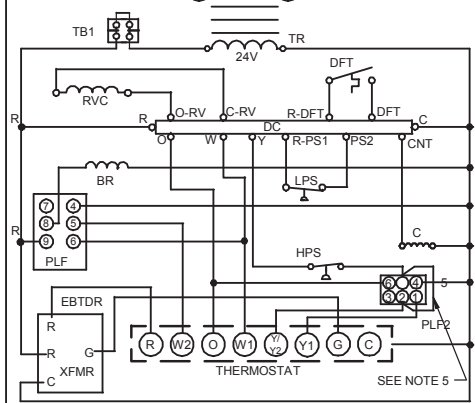 TB1
TR
24V
DFT
RVC
O-RV C-RV R-DFT DFT
R R DC C
O W Y R-PS1 PS2 CNT
BR
LPS
7 4
8 5
R 9 6
PLF
C
HPS
6 4 5
3 2 1
PLF2
EBTDR
R
R G
XFMR
C
R W2 O W1 Y/Y2 Y1 G C
THERMOSTAT
SEE NOTE 5